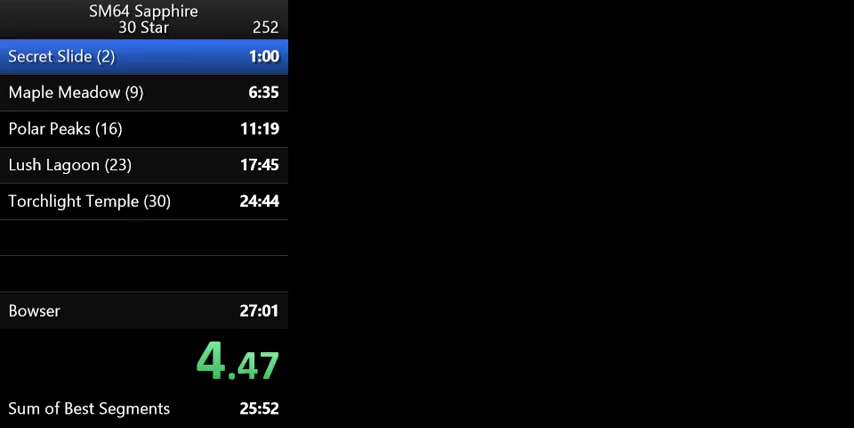 SM64 Sapphire
30 Star 252
Secret Slide (2) 1:00
Maple Meadow (9) 6:35
Polar Peaks (16) 11:19
Lush Lagoon (23) 17:45
Torchlight Temple (30) 24:44
Bowser 27:01
4.47
Sum of Best Segments 25:52